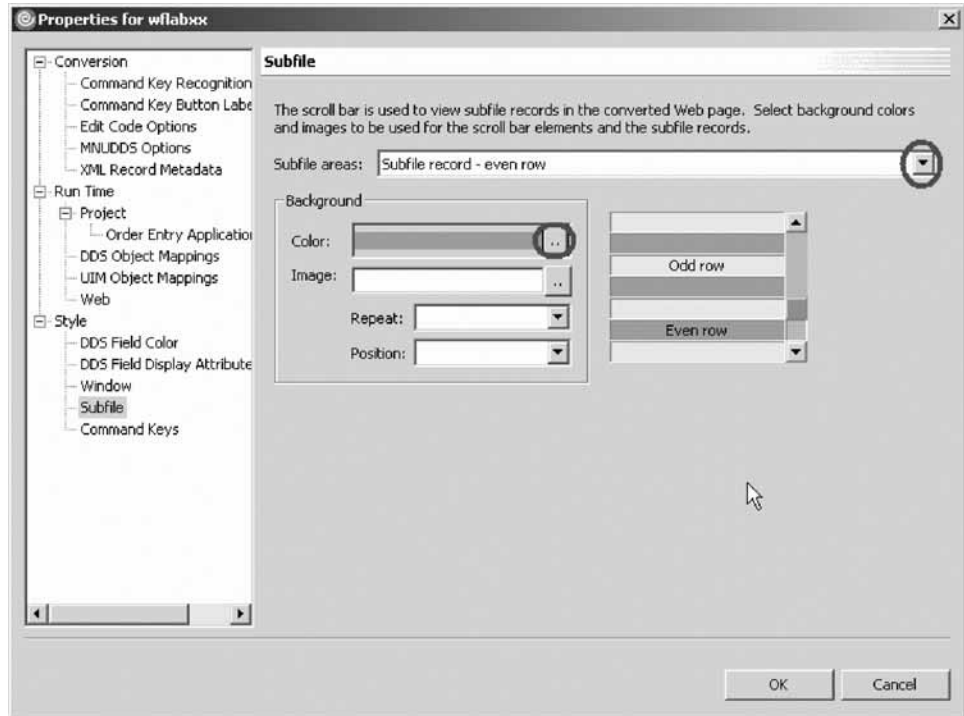 Properties for wflabxx
Conversion
Command Key Recognition
Command Key Button Labe
Edit Code Options
MNUDDS Options
XML Record Metadata
Run Time
Project
Order Entry Applicatio
DDS Object Mappings
UIM Object Mappings
Web
Style
DDS Field Color
DDS Field Display Attribute
Window
Subfile
Command Keys
Subfile
The scroll bar is used to view subfile records in the converted Web page. Select background colors
and images to be used for the scroll bar elements and the subfile records.
Subfile areas: Subfile record - even row
Background
Color: ..
Image: ..
Repeat:
Position:
Odd row
Even row
OK Cancel